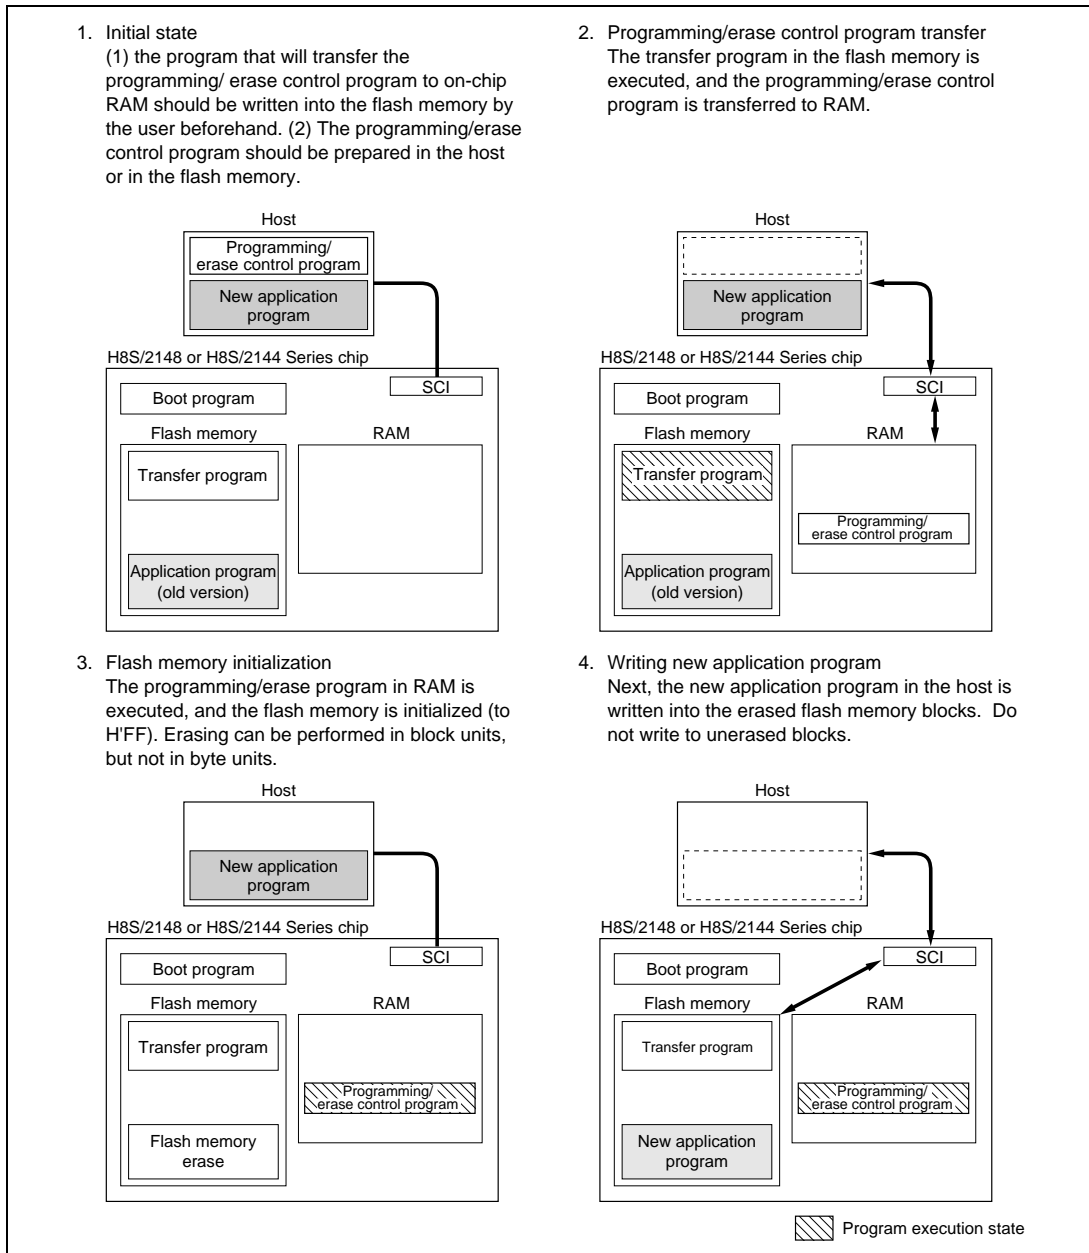 1. Initial state
(1) the program that will transfer the
programming/ erase control program to on-chip
RAM should be written into the flash memory by
the user beforehand. (2) The programming/erase
control program should be prepared in the host
or in the flash memory.
Host
Programming/
erase control program
New application
program
H8S/2148 or H8S/2144 Series chip
SCI
Boot program
Flash memory
RAM
Transfer program
Application program
(old version)
2. Programming/erase control program transfer
The transfer program in the flash memory is
executed, and the programming/erase control
program is transferred to RAM.
Host
New application
program
H8S/2148 or H8S/2144 Series chip
SCI
Boot program
Flash memory
RAM
Transfer program
Programming/
erase control program
Application program
(old version)
3. Flash memory initialization
The programming/erase program in RAM is
executed, and the flash memory is initialized (to
H'FF). Erasing can be performed in block units,
but not in byte units.
Host
New application
program
H8S/2148 or H8S/2144 Series chip
SCI
Boot program
Flash memory
RAM
Transfer program
Programming/
erase control program
Flash memory
erase
4. Writing new application program
Next, the new application program in the host is
written into the erased flash memory blocks. Do
not write to unerased blocks.
Host
H8S/2148 or H8S/2144 Series chip
SCI
Boot program
Flash memory
RAM
Transfer program
Programming/
erase control program
New application
program
Program execution state